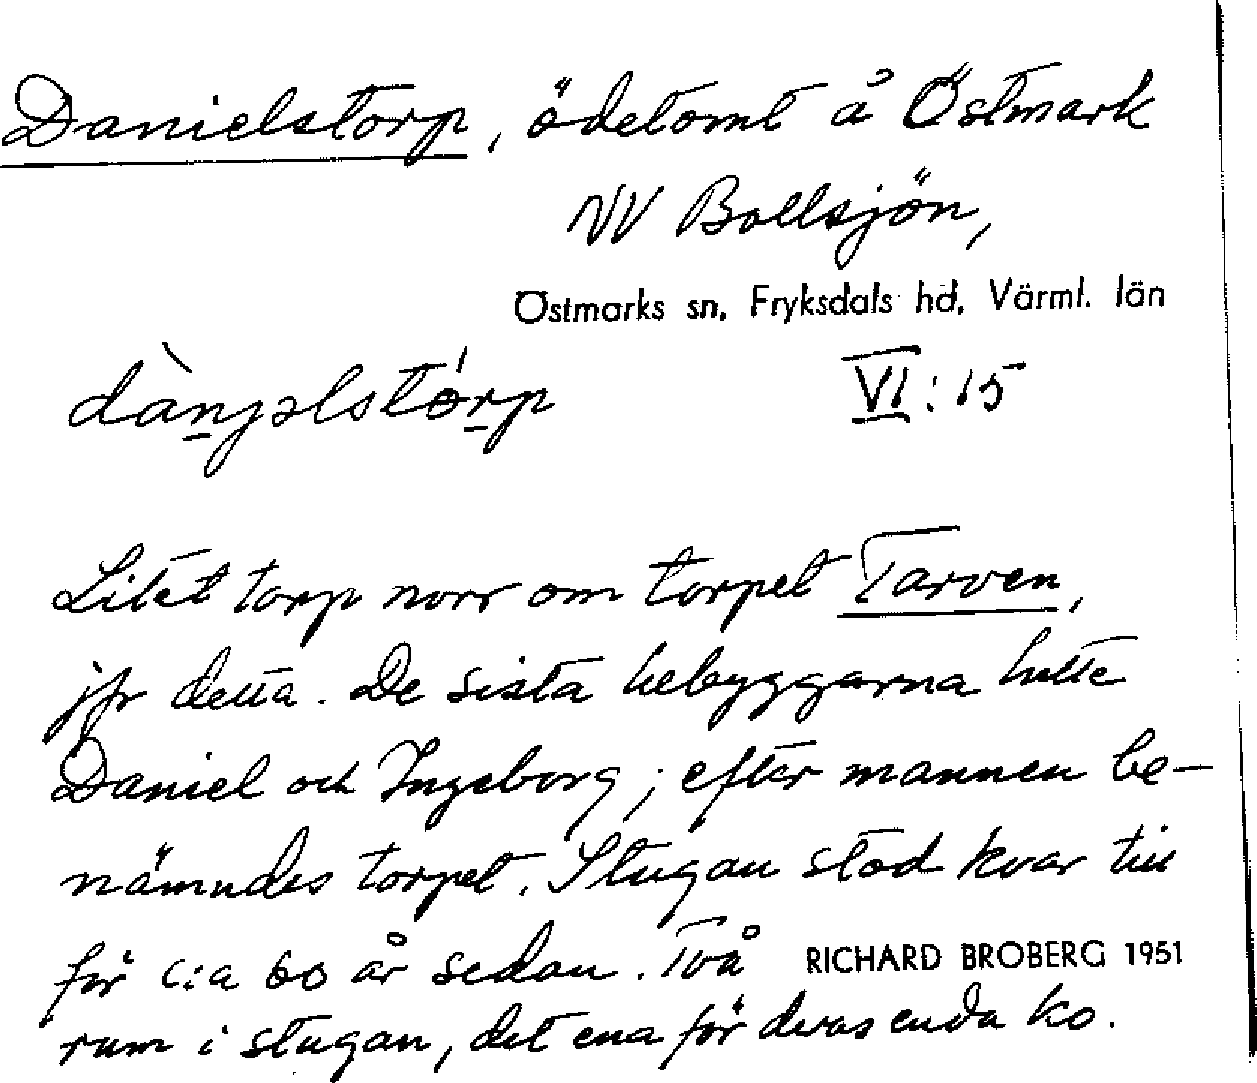 Danielstorp, ödetomt å Östmark
NV Bollsjön,
Östmarks sn, Fryksdals hd, Värml. län
dànjəlstórp VI:15
Litet torp norr om torpet Tarven,
jfr detta. De sista bebyggarna hette
Daniel och Ingeborg; efter mannen be-
nämndes torpet. Stugan stod kvar till
för c:a 60 år sedan. Två
RICHARD BROBERG 1951
rum i stugan, det ena för deras enda ko.